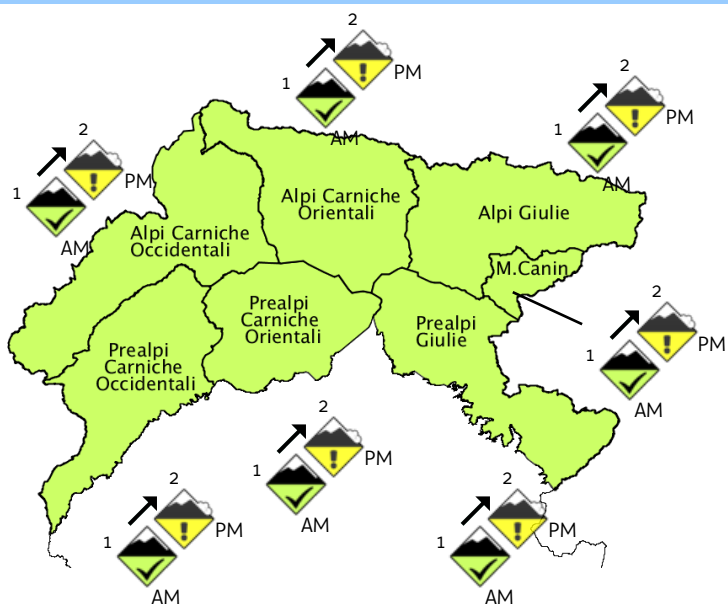 2
1
PM
AM
2
1
PM
AM
2
1
PM
AM
Alpi Carniche
Orientali
Alpi Giulie
Alpi Carniche
Occidentali
M.Canin
Prealpi
Carniche
Orientali
Prealpi
Giulie
Prealpi
Carniche
Occidentali
2
1
PM
AM
2
1
PM
AM
2
1
PM
AM
2
1
PM
AM